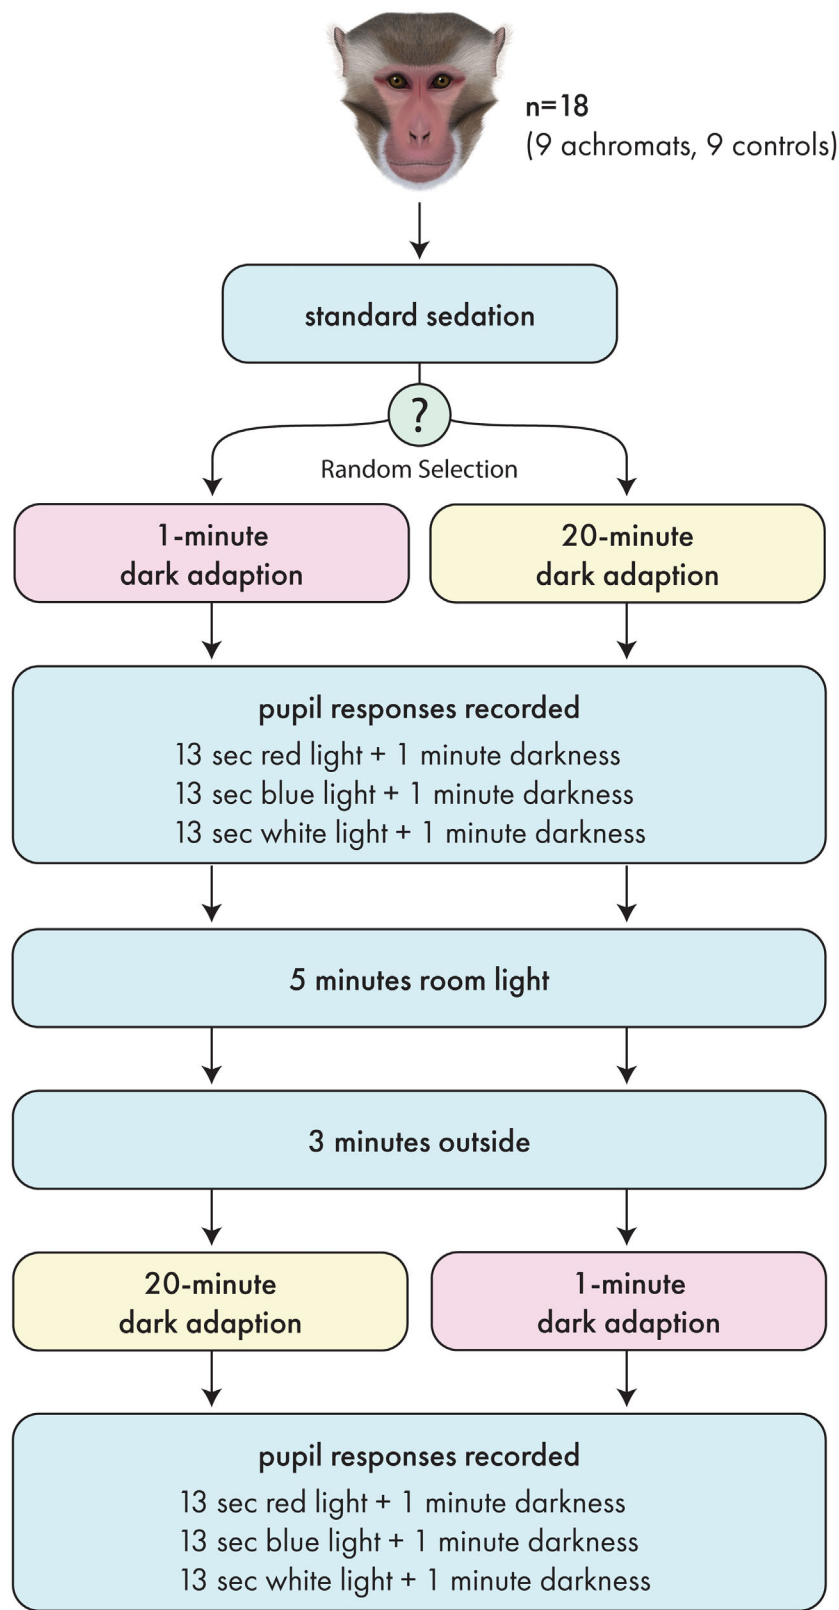 n=18
(9 achromats, 9 controls)
standard sedation
?
Random Selection
1-minute
dark adaption
20-minute
dark adaption
pupil responses recorded
13 sec red light + 1 minute darkness
13 sec blue light + 1 minute darkness
13 sec white light + 1 minute darkness
5 minutes room light
3 minutes outside
20-minute
dark adaption
1-minute
dark adaption
pupil responses recorded
13 sec red light + 1 minute darkness
13 sec blue light + 1 minute darkness
13 sec white light + 1 minute darkness